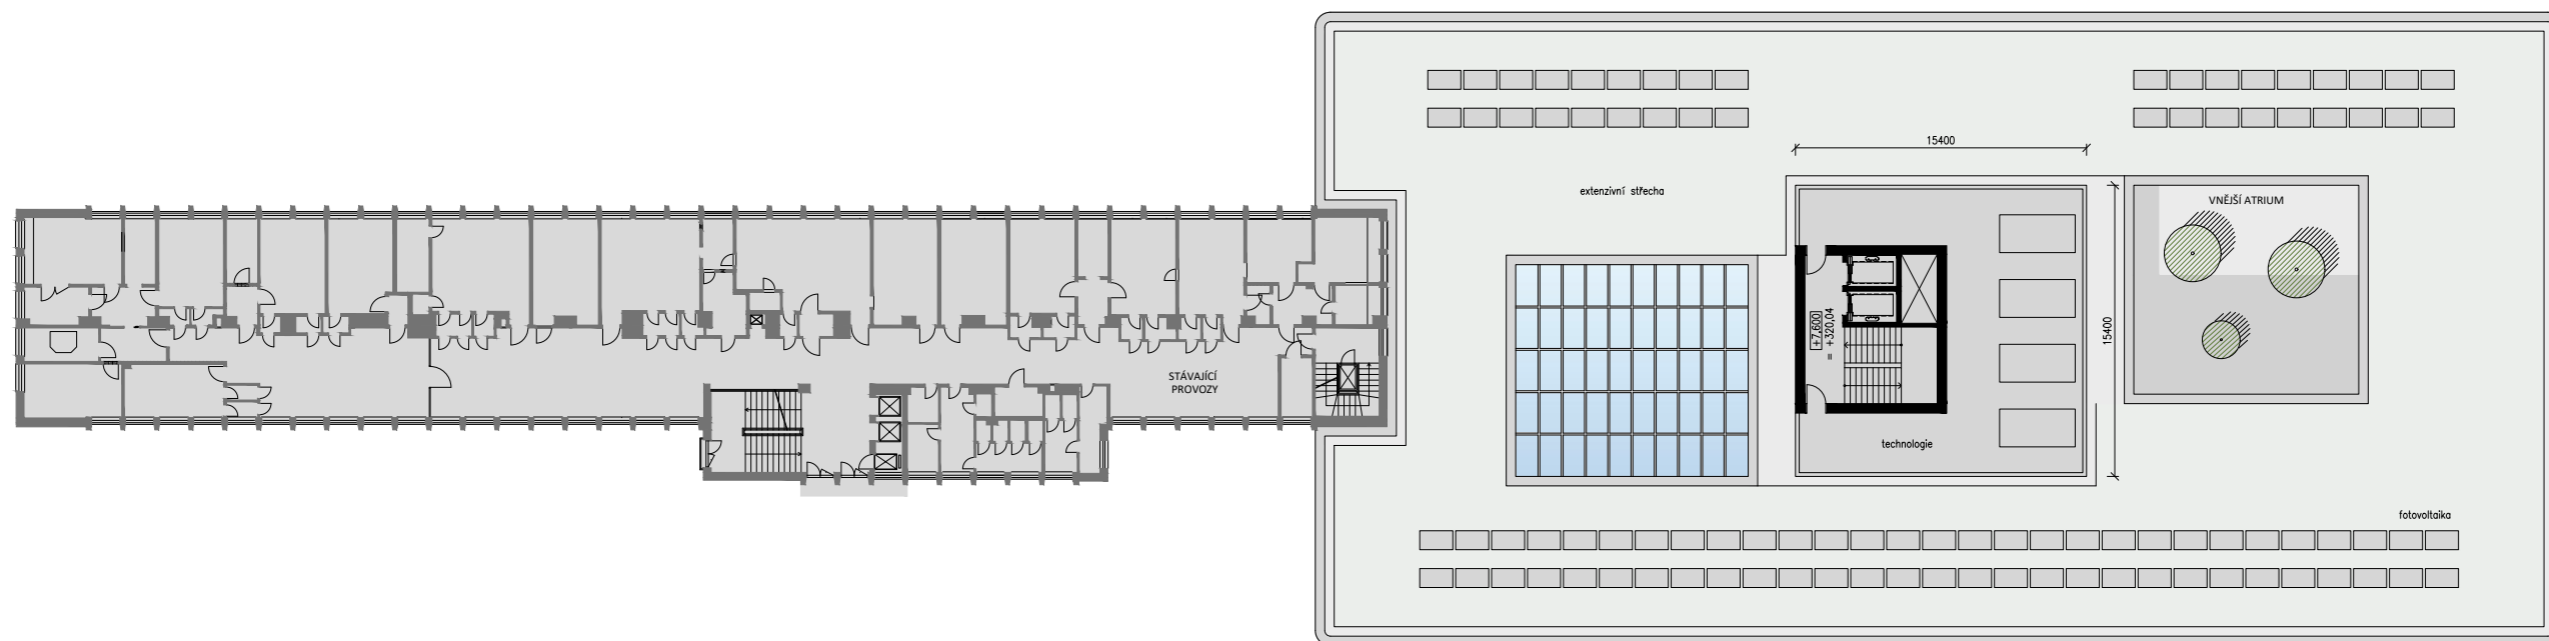 15400
extenzivní střecha
VNĚJŠÍ ATRIUM
+7,600
+320,04
15400
STÁVAJÍCÍ
PROVOZY
technologie
fotovoltaika